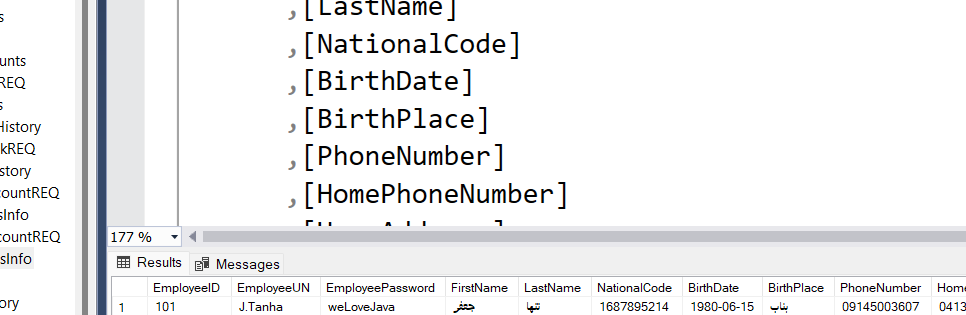 ,[LastName]
s
,[NationalCode]
unts
,[BirthDate]
REQ
s
,[BirthPlace]
History
kREQ
,[PhoneNumber]
story
countREQ
,[HomePhoneNumber]
sInfo
countREQ
177 %
sInfo
Results Messages
EmployeeID EmployeeUN EmployeePassword FirstName LastName NationalCode BirthDate BirthPlace PhoneNumber Home
ory
1 101 J.Tanha weLoveJava جعفر تنها 1687895214 1980-06-15 بناب 09145003607 0413